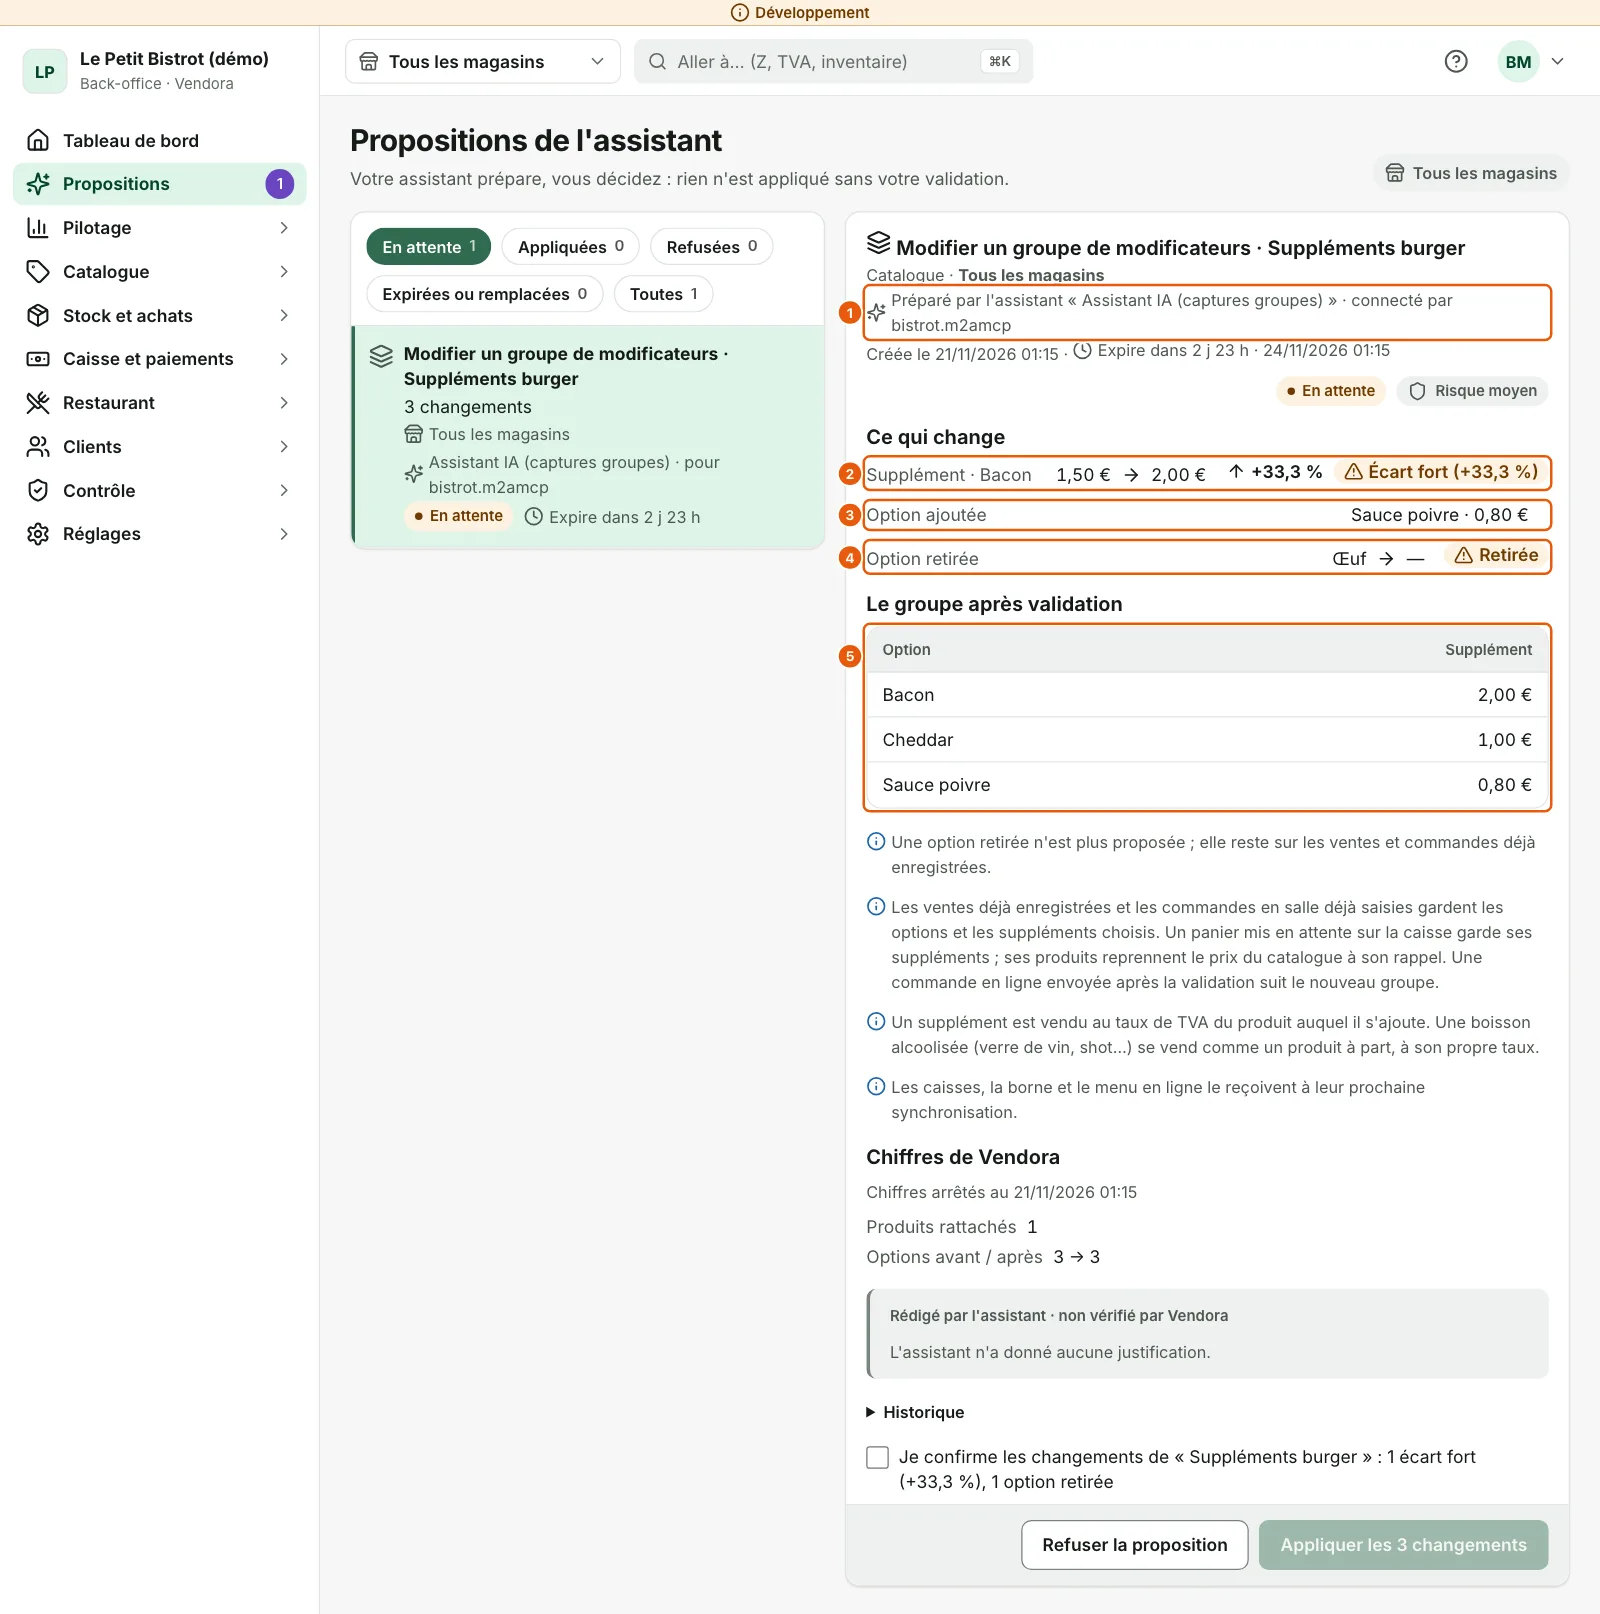 Développement
LP
Le Petit Bistrot (démo)
Back-office · Vendora
Tous les magasins
Aller à... (Z, TVA, inventaire)
⌘K
BM
Tableau de bord
Propositions
1
Pilotage
Catalogue
Stock et achats
Caisse et paiements
Restaurant
Clients
Contrôle
Réglages
Propositions de l'assistant
Votre assistant prépare, vous décidez : rien n'est appliqué sans votre validation.
Tous les magasins
En attente 1
Appliquées 0
Refusées 0
Expirées ou remplacées 0
Toutes 1
Modifier un groupe de modificateurs ·
Suppléments burger
3 changements
Tous les magasins
Assistant IA (captures groupes) · pour
bistrot.m2amcp
• En attente
Expire dans 2 j 23 h
Modifier un groupe de modificateurs · Suppléments burger
Catalogue · Tous les magasins
1
Préparé par l'assistant « Assistant IA (captures groupes) » · connecté par
bistrot.m2amcp
Créée le 21/11/2026 01:15 · Expire dans 2 j 23 h · 24/11/2026 01:15
• En attente
Risque moyen
Ce qui change
2
Supplément · Bacon 1,50 € → 2,00 € ↑ +33,3 % Écart fort (+33,3 %)
3
Option ajoutée Sauce poivre · 0,80 €
4
Option retirée Œuf → — Retirée
Le groupe après validation
5
Option Supplément
Bacon 2,00 €
Cheddar 1,00 €
Sauce poivre 0,80 €
Une option retirée n'est plus proposée ; elle reste sur les ventes et commandes déjà
enregistrées.
Les ventes déjà enregistrées et les commandes en salle déjà saisies gardent les
options et les suppléments choisis. Un panier mis en attente sur la caisse garde ses
suppléments ; ses produits reprennent le prix du catalogue à son rappel. Une
commande en ligne envoyée après la validation suit le nouveau groupe.
Un supplément est vendu au taux de TVA du produit auquel il s'ajoute. Une boisson
alcoolisée (verre de vin, shot...) se vend comme un produit à part, à son propre taux.
Les caisses, la borne et le menu en ligne le reçoivent à leur prochaine
synchronisation.
Chiffres de Vendora
Chiffres arrêtés au 21/11/2026 01:15
Produits rattachés 1
Options avant / après 3 → 3
Rédigé par l'assistant · non vérifié par Vendora
L'assistant n'a donné aucune justification.
▶ Historique
Je confirme les changements de « Suppléments burger » : 1 écart fort
(+33,3 %), 1 option retirée
Refuser la proposition
Appliquer les 3 changements